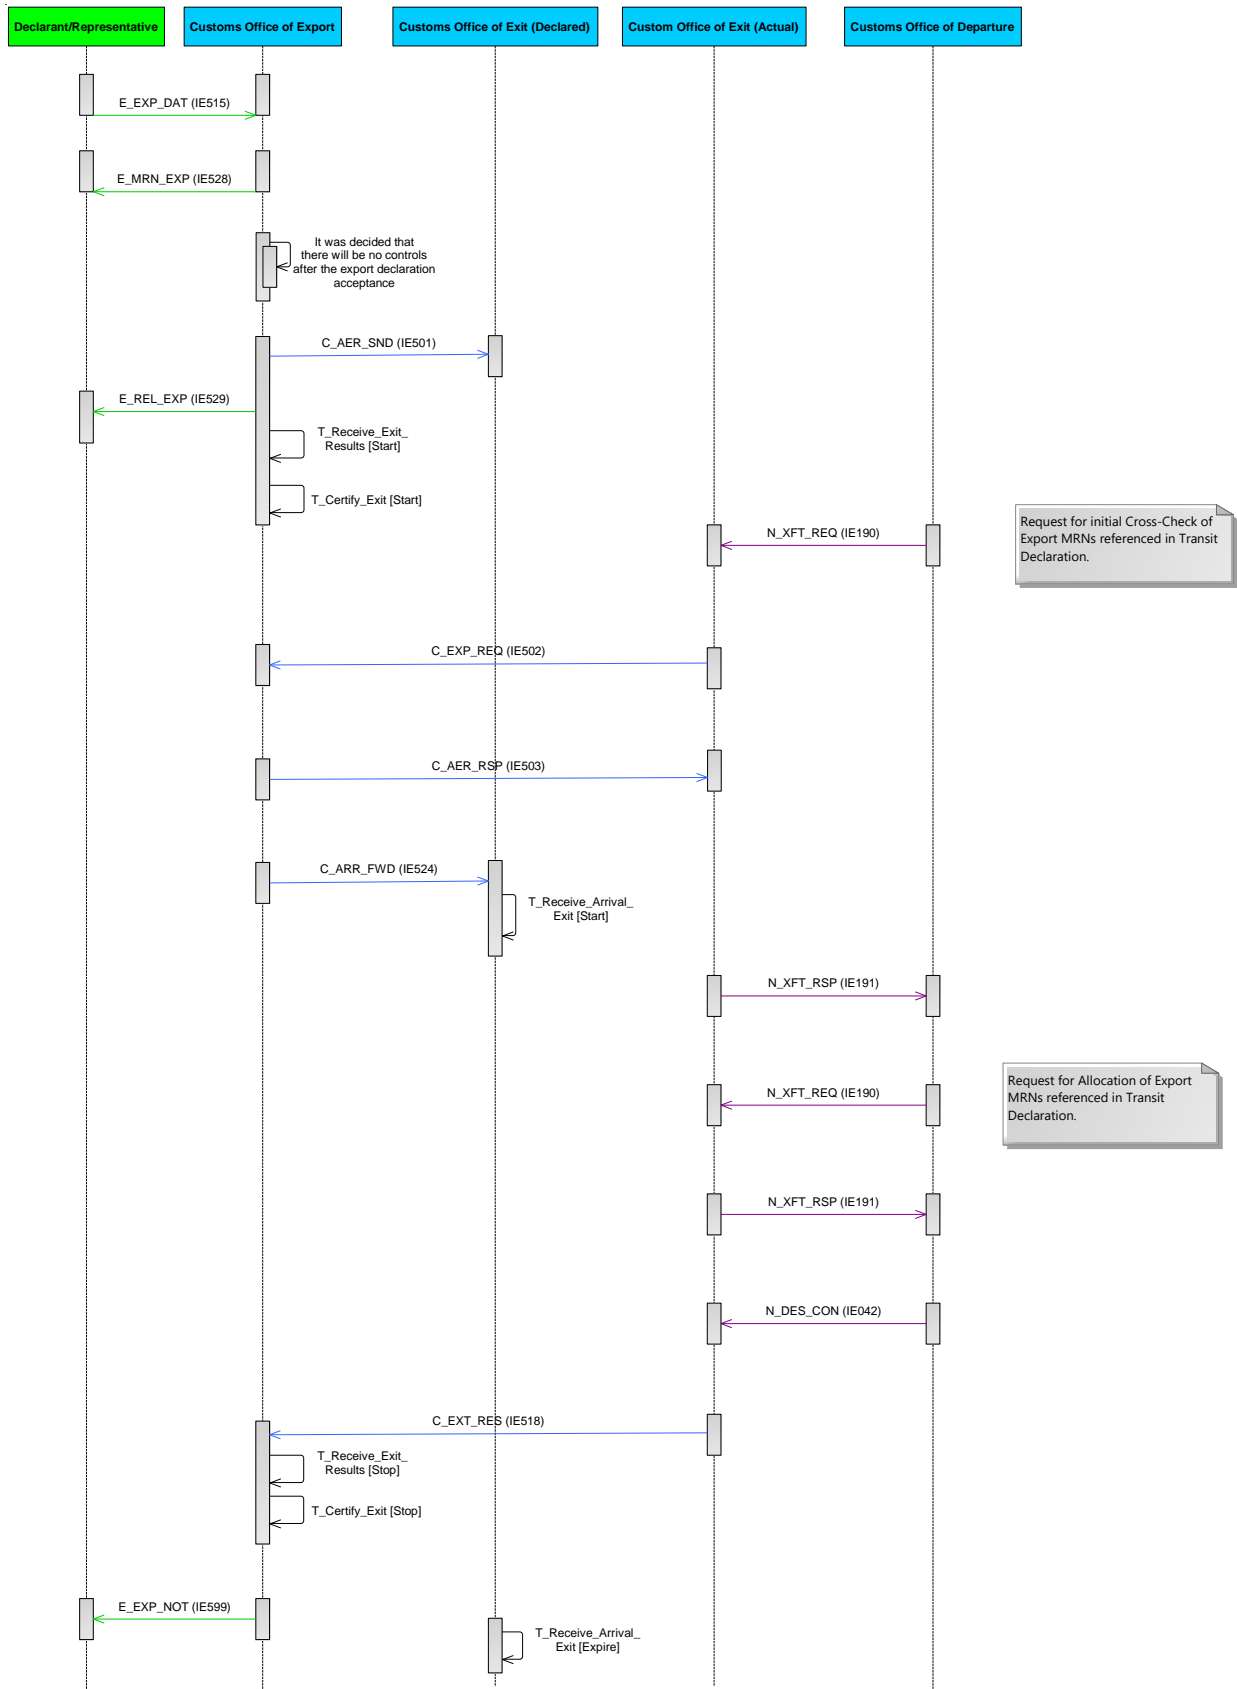 Declarant/Representative
Customs Office of Export
Customs Office of Exit (Declared)
Custom Office of Exit (Actual)
Customs Office of Departure
E_EXP_DAT (IE515)
E_MRN_EXP (IE528)
It was decided that
there will be no controls
after the export declaration
acceptance
C_AER_SND (IE501)
E_REL_EXP (IE529)
T_Receive_Exit_
Results [Start]
T_Certify_Exit [Start]
Request for initial Cross-Check of
Export MRNs referenced in Transit
Declaration.
N_XFT_REQ (IE190)
C_EXP_REQ (IE502)
C_AER_RSP (IE503)
C_ARR_FWD (IE524)
T_Receive_Arrival_
Exit [Start]
N_XFT_RSP (IE191)
Request for Allocation of Export
MRNs referenced in Transit
Declaration.
N_XFT_REQ (IE190)
N_XFT_RSP (IE191)
N_DES_CON (IE042)
C_EXT_RES (IE518)
T_Receive_Exit_
Results [Stop]
T_Certify_Exit [Stop]
E_EXP_NOT (IE599)
T_Receive_Arrival_
Exit [Expire]